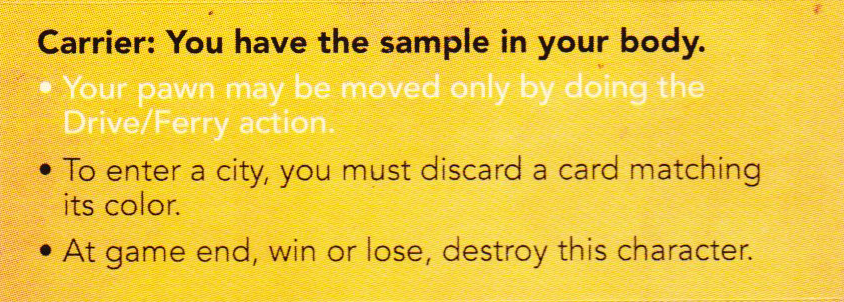 Carrier: You have the sample in your body.
• Your pawn may be moved only by doing the
Drive/Ferry action.
• To enter a city, you must discard a card matching
its color.
• At game end, win or lose, destroy this character.